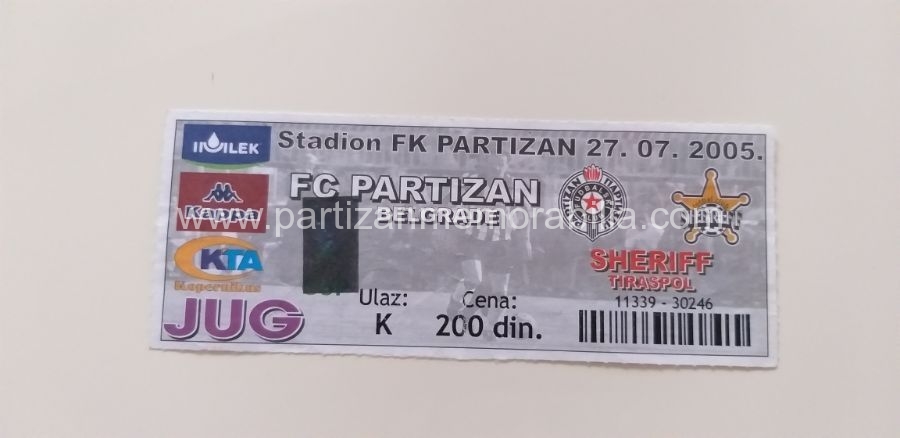 IMLEK
Stadion FK PARTIZAN 27. 07. 2005.
Kappa
FC PARTIZAN
BELGRADE
www.partizanmemorabilia.com
KTA
Kopernikus
SHERIFF
TIRASPOL
JUG
Ulaz:
K
Cena:
200 din.
11339 - 30246